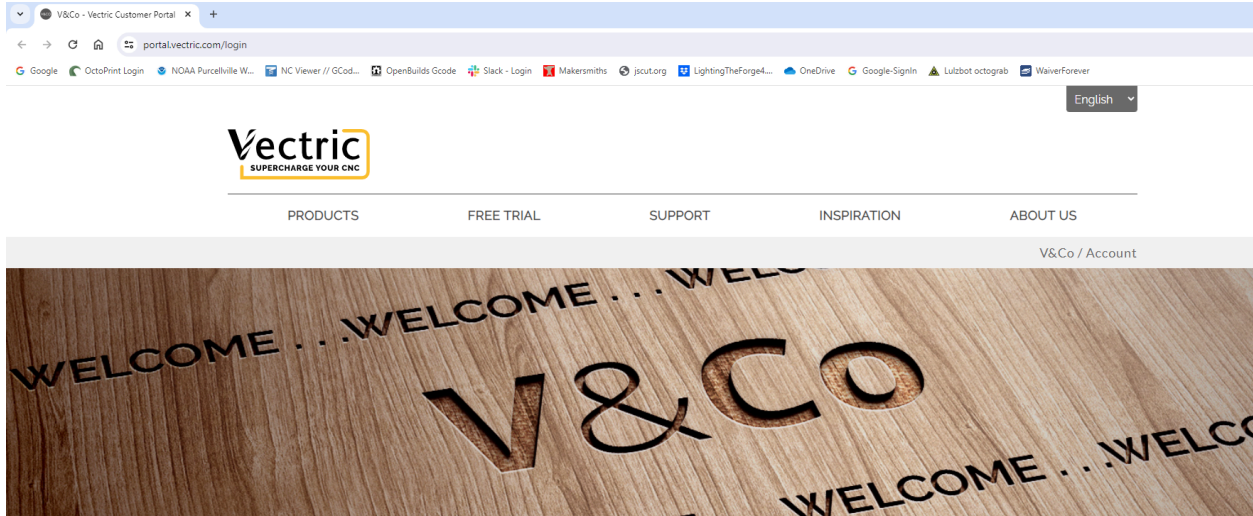 V&Co - Vectric Customer Portal
portal.vectric.com/login
Google OctoPrint Login NOAA Purcellville W... NC Viewer // GCod... OpenBuilds Gcode Slack - Login Makersmiths jscut.org LightingTheForge4.... OneDrive Google-SignIn Lulzbot octograb WaiverForever
English
Vectric
SUPERCHARGE YOUR CNC
PRODUCTS FREE TRIAL SUPPORT INSPIRATION ABOUT US
V&Co / Account
WELCOME...WELCOME...WELCO
V&Co
WELCOME...WELCO